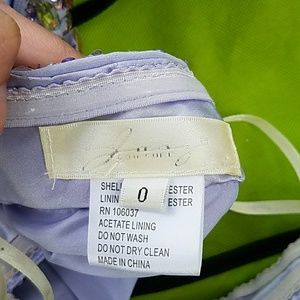 SHEL ESTER
LININ ESTER
0
RN 106037
ACETATE LINING
DO NOT WASH
DO NOT DRY CLEAN
MADE IN CHINA